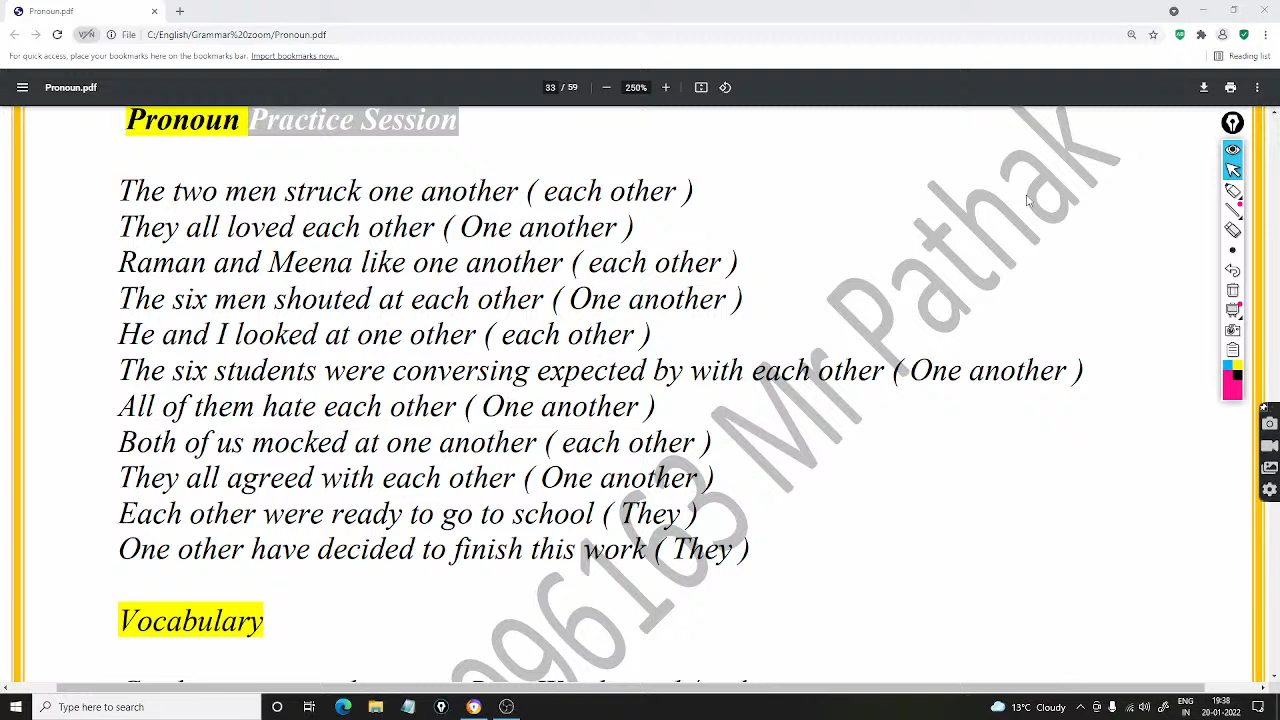 Pronoun.pdf
File
C:/English/Grammar%20zoom/Pronoun.pdf
For quick access, place your bookmarks here on the bookmarks bar. Import bookmarks now...
Reading list
Pronoun.pdf
33 / 59
250%
Pronoun Practice Session
The two men struck one another ( each other )
They all loved each other ( One another )
Raman and Meena like one another ( each other )
The six men shouted at each other ( One another )
He and I looked at one other ( each other )
The six students were conversing expected by with each other ( One another )
All of them hate each other ( One another )
Both of us mocked at one another ( each other )
They all agreed with each other ( One another )
Each other were ready to go to school ( They )
One other have decided to finish this work ( They )
Vocabulary
096163 Mr Pathak
Type here to search
13°C Cloudy
ENG
IN
19:38
20-01-2022